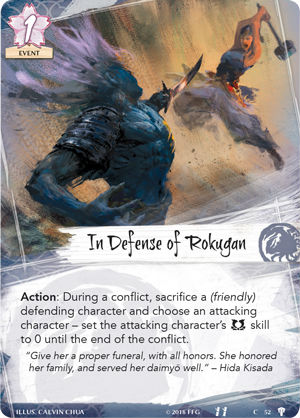 1
EVENT
In Defense of Rokugan
Action: During a conflict, sacrifice a (friendly)
defending character and choose an attacking
character – set the attacking character's skill
to 0 until the end of the conflict.
"Give her a proper funeral, with all honors. She honored
her family, and served her daimyō well." – Hida Kisada
ILLUS. CALVIN CHUA © 2018 FFG 11 C 52